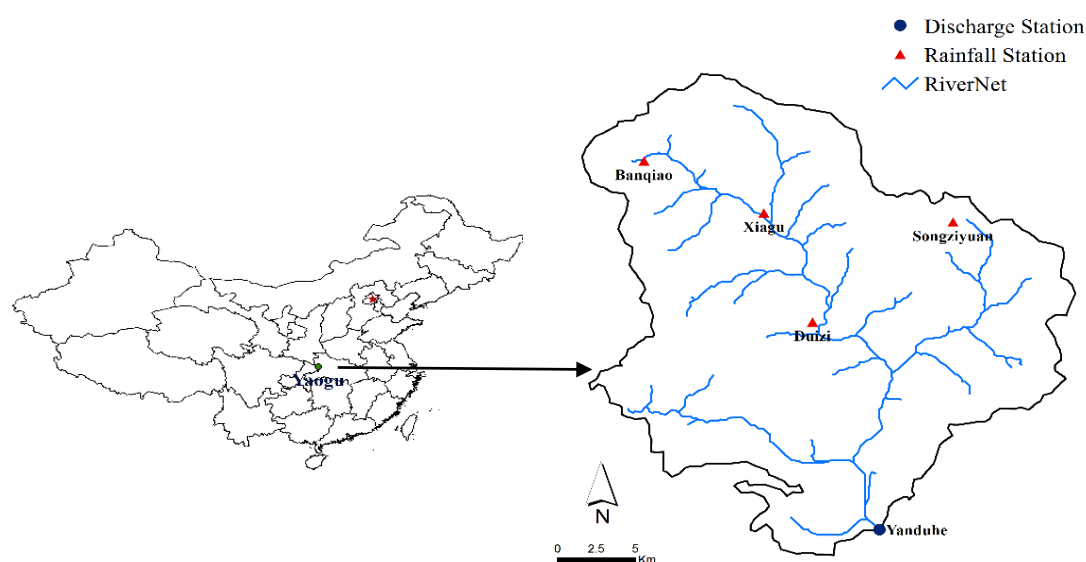 Discharge Station
Rainfall Station
RiverNet
Banqiao
Xiagu
Songziyuan
Duizi
Yaogu
Yanduhe
N
0 2.5 5
Km